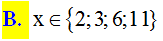 B. x ∈ {2;3;6;11}